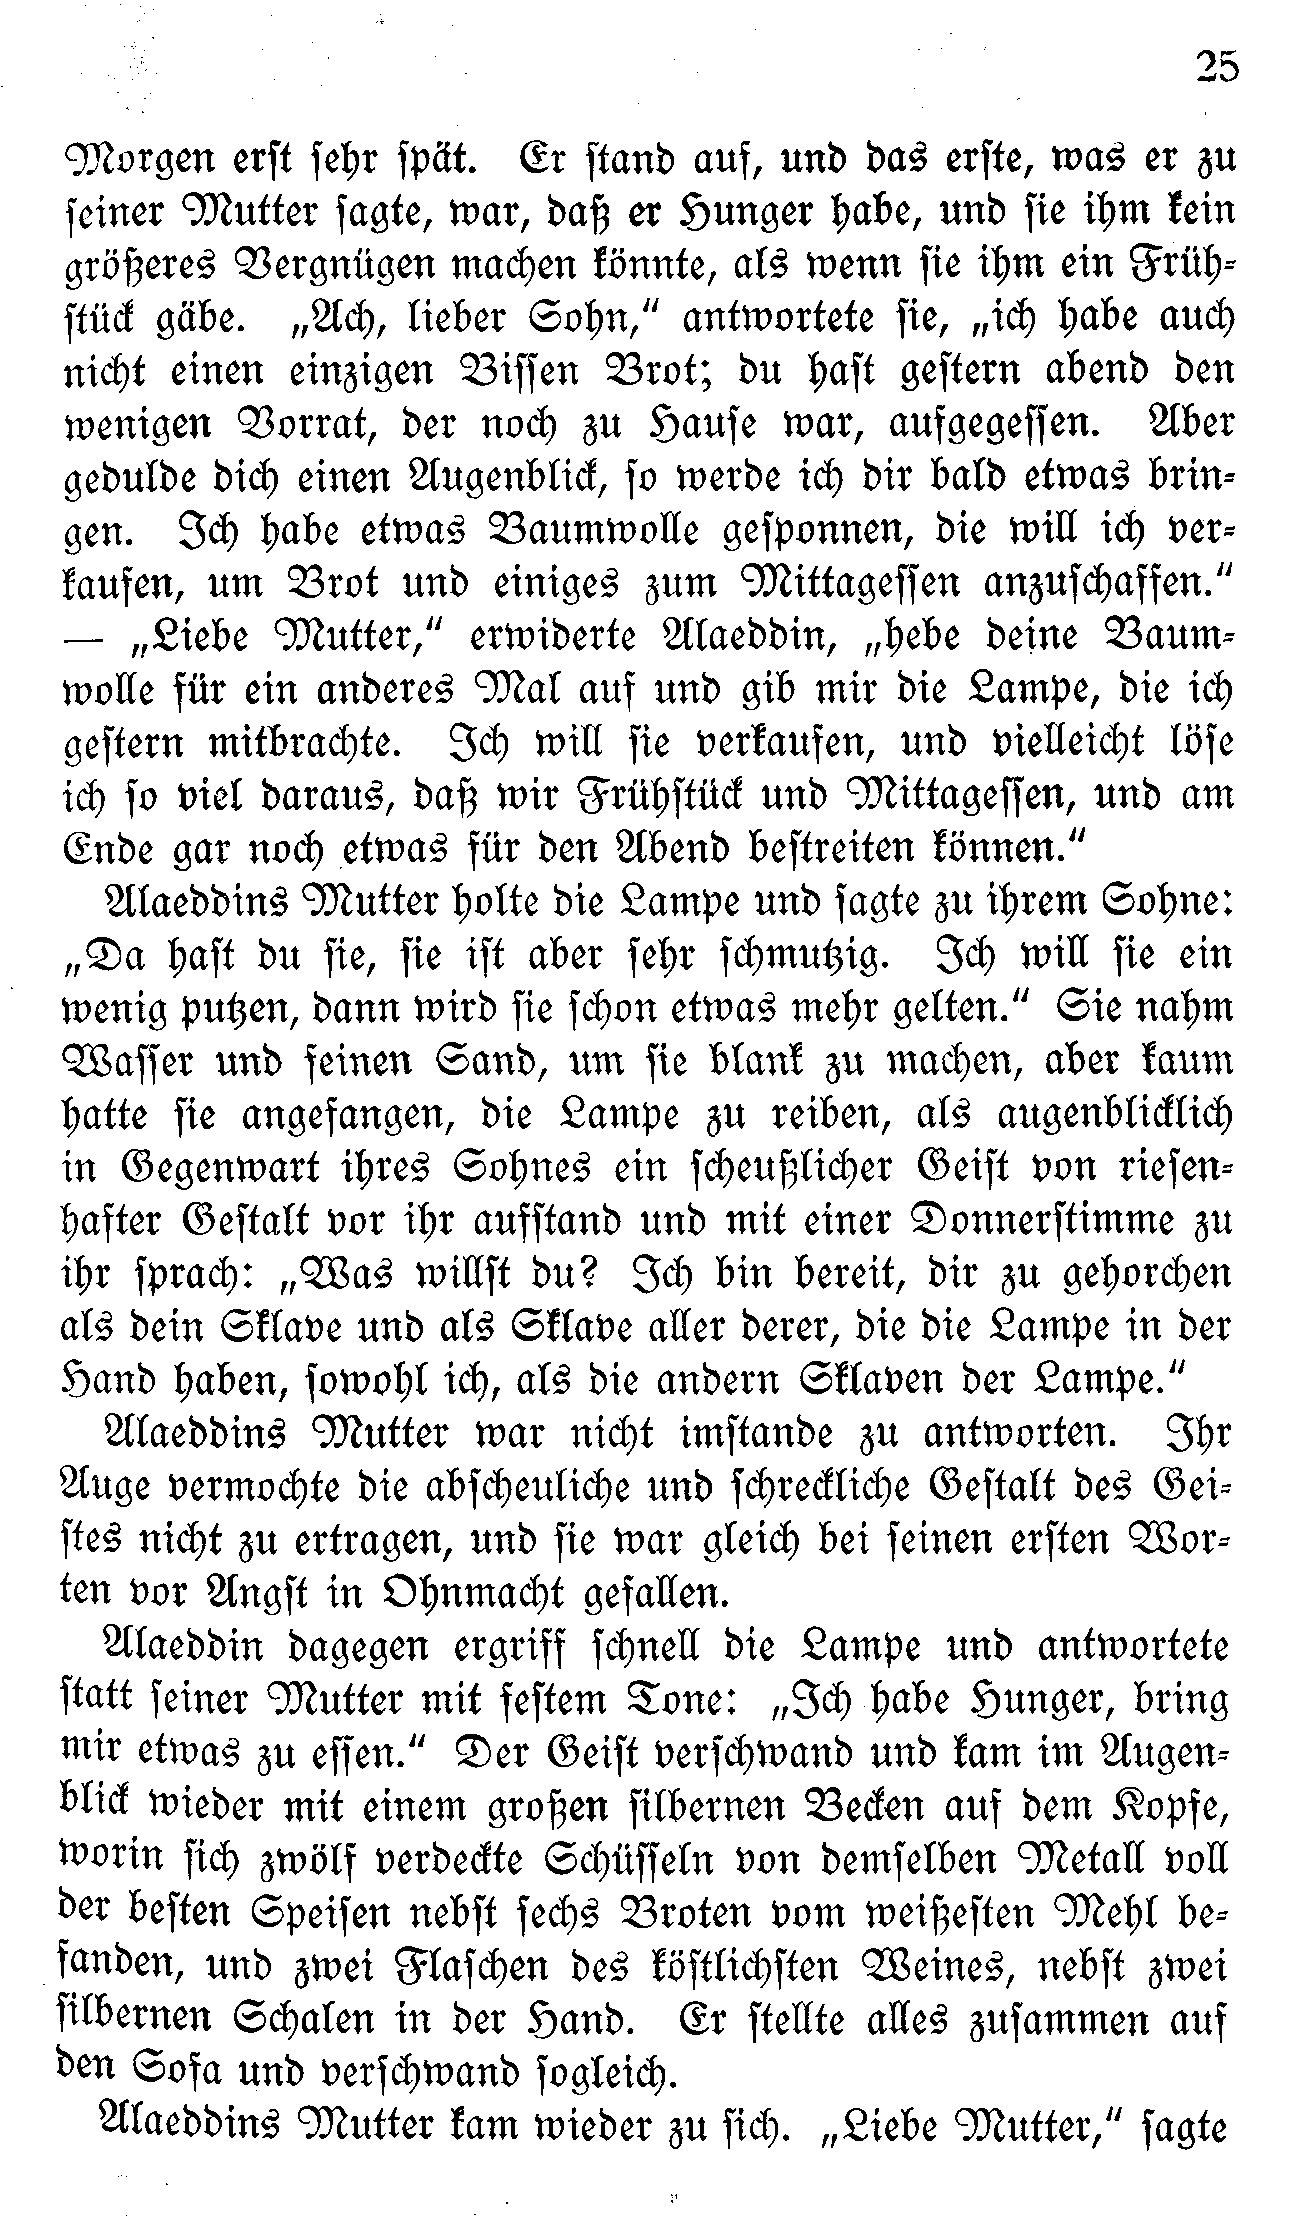 25
Morgen erst sehr spät. Er stand auf, und das erste, was er zu
seiner Mutter sagte, war, daß er Hunger habe, und sie ihm kein
größeres Vergnügen machen könnte, als wenn sie ihm ein Früh-
stück gäbe. „Ach, lieber Sohn,“ antwortete sie, „ich habe auch
nicht einen einzigen Bissen Brot; du hast gestern abend den
wenigen Vorrat, der noch zu Hause war, aufgegessen. Aber
gedulde dich einen Augenblick, so werde ich dir bald etwas brin-
gen. Ich habe etwas Baumwolle gesponnen, die will ich ver-
kaufen, um Brot und einiges zum Mittagessen anzuschaffen.“
— „Liebe Mutter,“ erwiderte Alaeddin, „hebe deine Baum-
wolle für ein anderes Mal auf und gib mir die Lampe, die ich
gestern mitbrachte. Ich will sie verkaufen, und vielleicht löse
ich so viel daraus, daß wir Frühstück und Mittagessen, und am
Ende gar noch etwas für den Abend bestreiten können.“
Alaeddins Mutter holte die Lampe und sagte zu ihrem Sohne:
„Da hast du sie, sie ist aber sehr schmutzig. Ich will sie ein
wenig putzen, dann wird sie schon etwas mehr gelten.“ Sie nahm
Wasser und feinen Sand, um sie blank zu machen, aber kaum
hatte sie angefangen, die Lampe zu reiben, als augenblicklich
in Gegenwart ihres Sohnes ein scheußlicher Geist von riesen-
hafter Gestalt vor ihr aufstand und mit einer Donnerstimme zu
ihr sprach: „Was willst du? Ich bin bereit, dir zu gehorchen
als dein Sklave und als Sklave aller derer, die die Lampe in der
Hand haben, sowohl ich, als die andern Sklaven der Lampe.“
Alaeddins Mutter war nicht imstande zu antworten. Ihr
Auge vermochte die abscheuliche und schreckliche Gestalt des Gei-
stes nicht zu ertragen, und sie war gleich bei seinen ersten Wor-
ten vor Angst in Ohnmacht gefallen.
Alaeddin dagegen ergriff schnell die Lampe und antwortete
statt seiner Mutter mit festem Tone: „Ich habe Hunger, bring
mir etwas zu essen.“ Der Geist verschwand und kam im Augen-
blick wieder mit einem großen silbernen Becken auf dem Kopfe,
worin sich zwölf verdeckte Schüsseln von demselben Metall voll
der besten Speisen nebst sechs Broten vom weißesten Mehl be-
fanden, und zwei Flaschen des köstlichsten Weines, nebst zwei
silbernen Schalen in der Hand. Er stellte alles zusammen auf
den Sofa und verschwand sogleich.
Alaeddins Mutter kam wieder zu sich. „Liebe Mutter,“ sagte